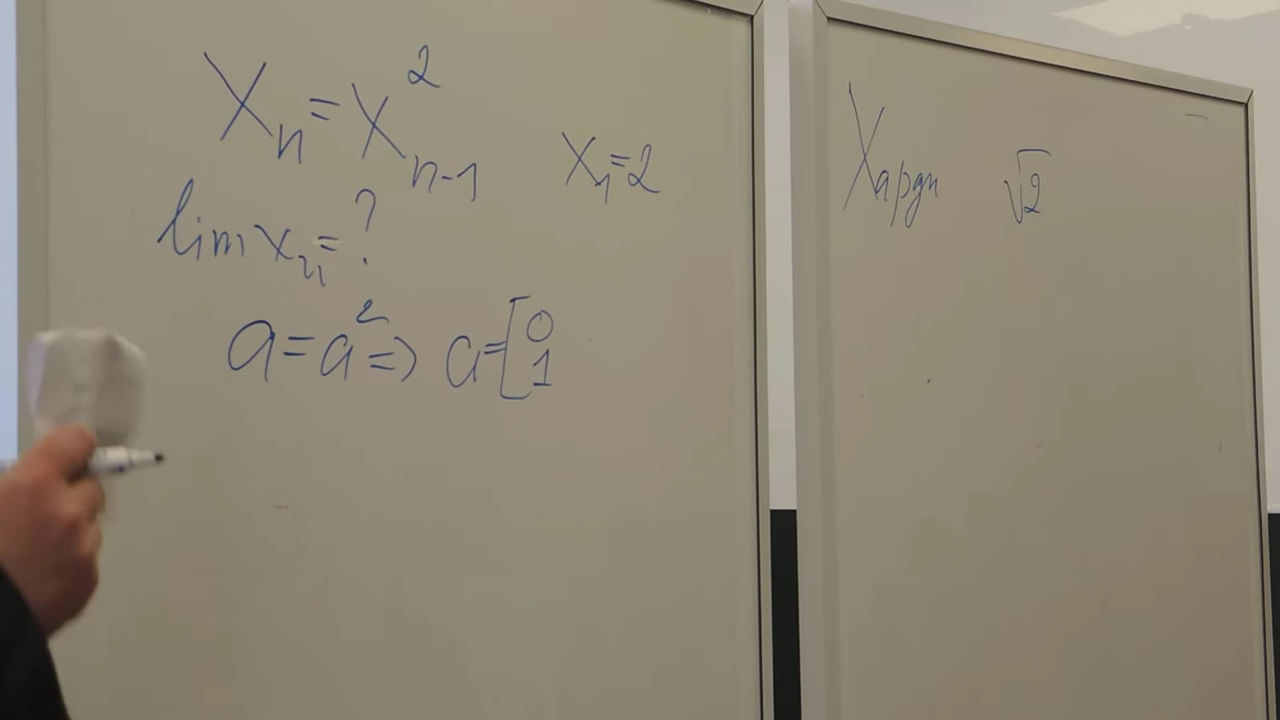 Xₙ = X²ₙ₋₁ X₁ = 2
lim xₙ = ?
a = a² => a = [0
1
Харди √2